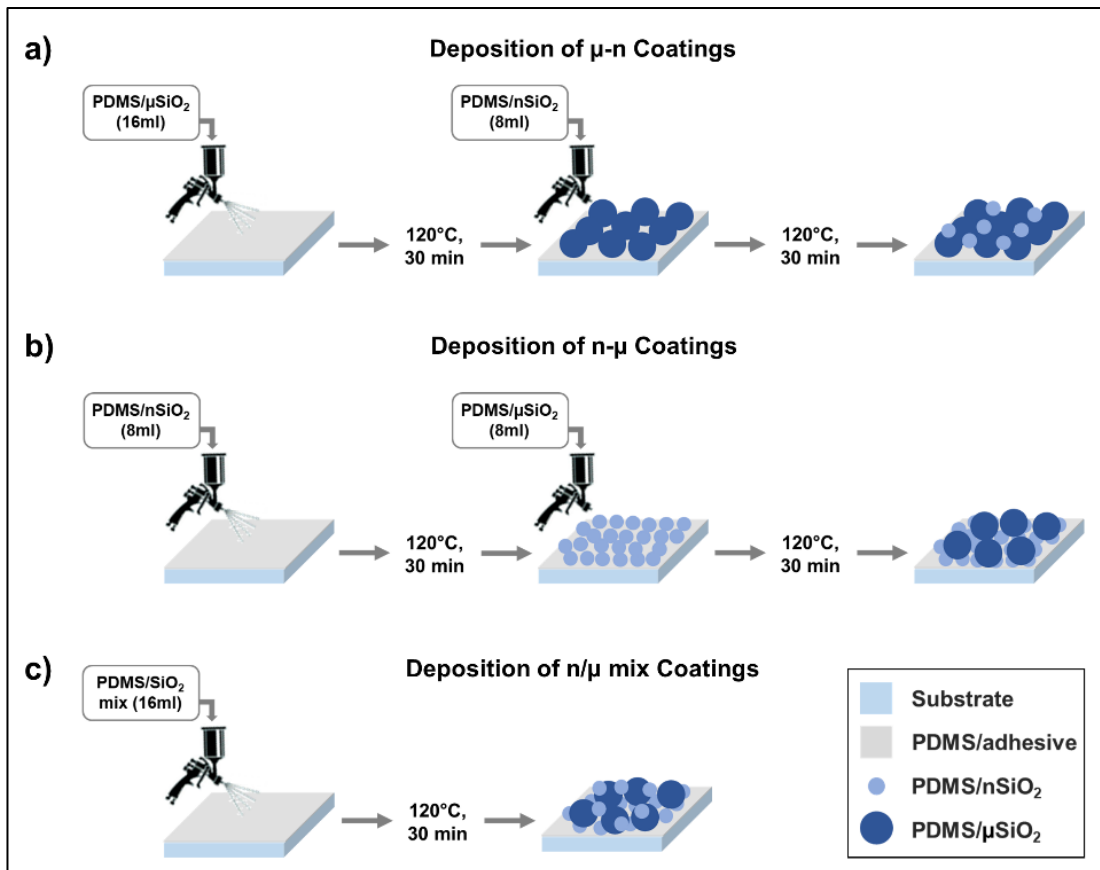 a)
Deposition of μ-n Coatings
PDMS/μSiO₂
(16ml)
PDMS/nSiO₂
(8ml)
120°C,
30 min
120°C,
30 min
b)
Deposition of n-μ Coatings
PDMS/nSiO₂
(8ml)
PDMS/μSiO₂
(8ml)
120°C,
30 min
120°C,
30 min
c)
Deposition of n/μ mix Coatings
PDMS/SiO₂
mix (16ml)
120°C,
30 min
Substrate
PDMS/adhesive
PDMS/nSiO₂
PDMS/μSiO₂